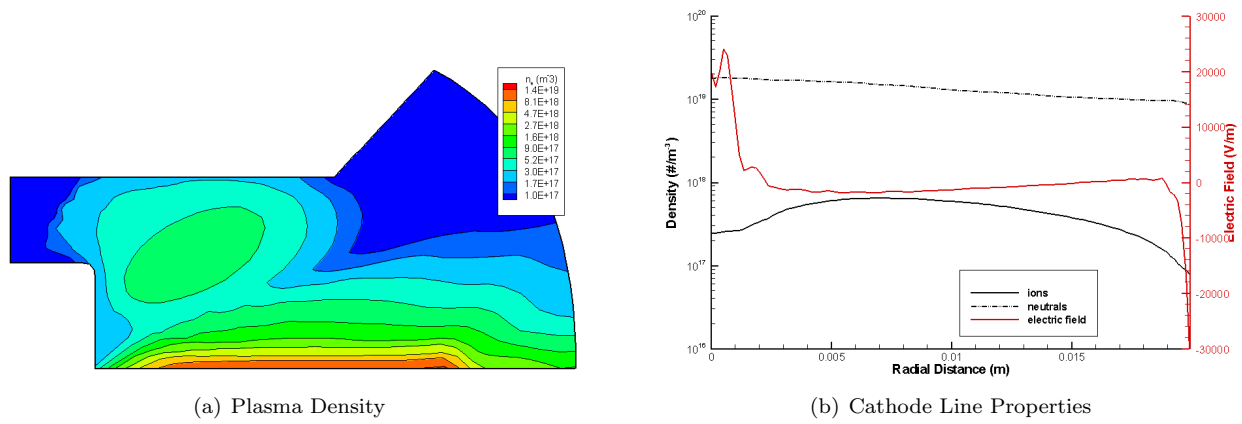 n_e (m^-3)
1.4E+19
8.1E+18
4.7E+18
2.7E+18
1.6E+18
9.0E+17
5.2E+17
3.0E+17
1.7E+17
1.0E+17
(a) Plasma Density
10^20
10^19
10^18
10^17
10^16
Density (#/m^-3)
0
0.005
0.01
0.015
Radial Distance (m)
30000
20000
10000
0
-10000
-20000
-30000
Electric Field (V/m)
ions
neutrals
electric field
(b) Cathode Line Properties